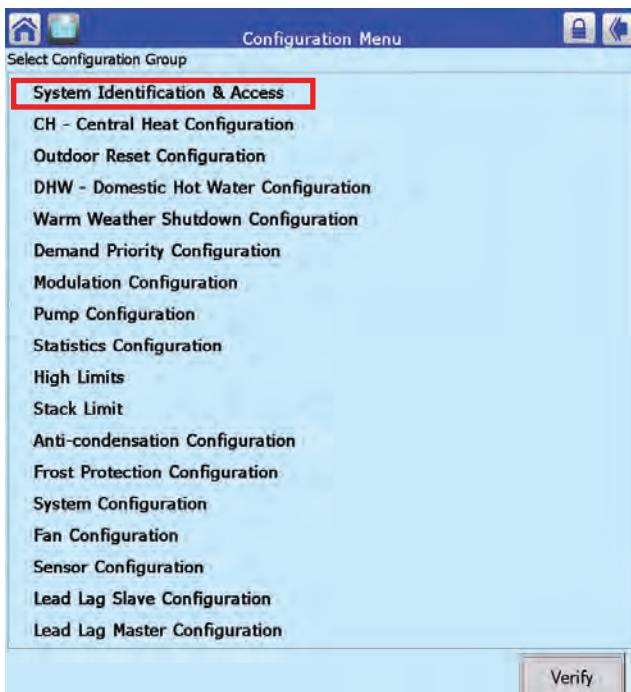 Configuration Menu
Select Configuration Group
System Identification & Access
CH - Central Heat Configuration
Outdoor Reset Configuration
DHW - Domestic Hot Water Configuration
Warm Weather Shutdown Configuration
Demand Priority Configuration
Modulation Configuration
Pump Configuration
Statistics Configuration
High Limits
Stack Limit
Anti-condensation Configuration
Frost Protection Configuration
System Configuration
Fan Configuration
Sensor Configuration
Lead Lag Slave Configuration
Lead Lag Master Configuration
Verify